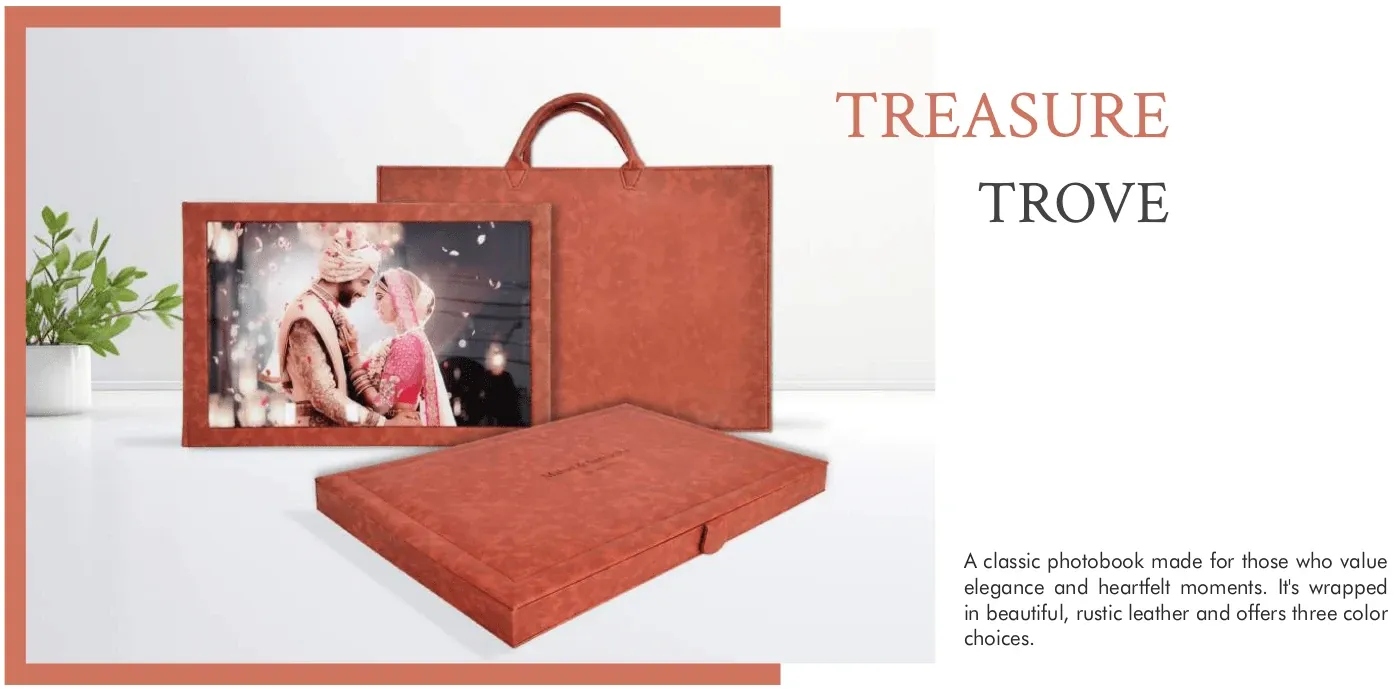 TREASURE
TROVE
A classic photobook made for those who value
elegance and heartfelt moments. It's wrapped
in beautiful, rustic leather and offers three color
choices.